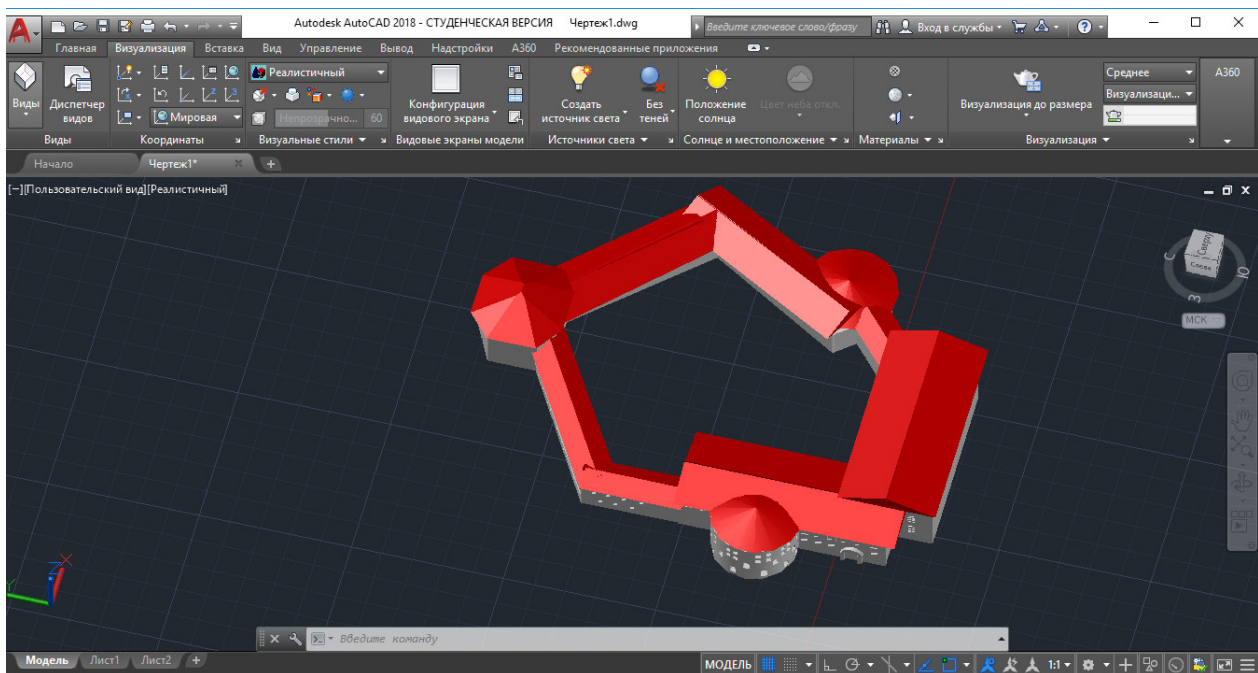 Autodesk AutoCAD 2018 - СТУДЕНЧЕСКАЯ ВЕРСИЯ Чертеж1.dwg
Введите ключевое слово/фразу
Вход в службы
Главная Визуализация Вставка Вид Управление Вывод Надстройки A360 Рекомендованные приложения
Виды
Диспетчер видов
Мировая
Реалистичный
Непрозрачно... 60
Конфигурация видового экрана
Создать источник света
Без теней
Положение солнца
Цвет неба откл.
Визуализация до размера
Среднее
Визуализаци...
A360
Виды Координаты Визуальные стили Видовые экраны модели Источники света Солнце и местоположение Материалы Визуализация
Начало Чертеж1*
[−][Пользовательский вид][Реалистичный]
Сверху
Слева
С
Ю
З
МСК
X
Y
Введите команду
Модель Лист1 Лист2
МОДЕЛЬ 1:1